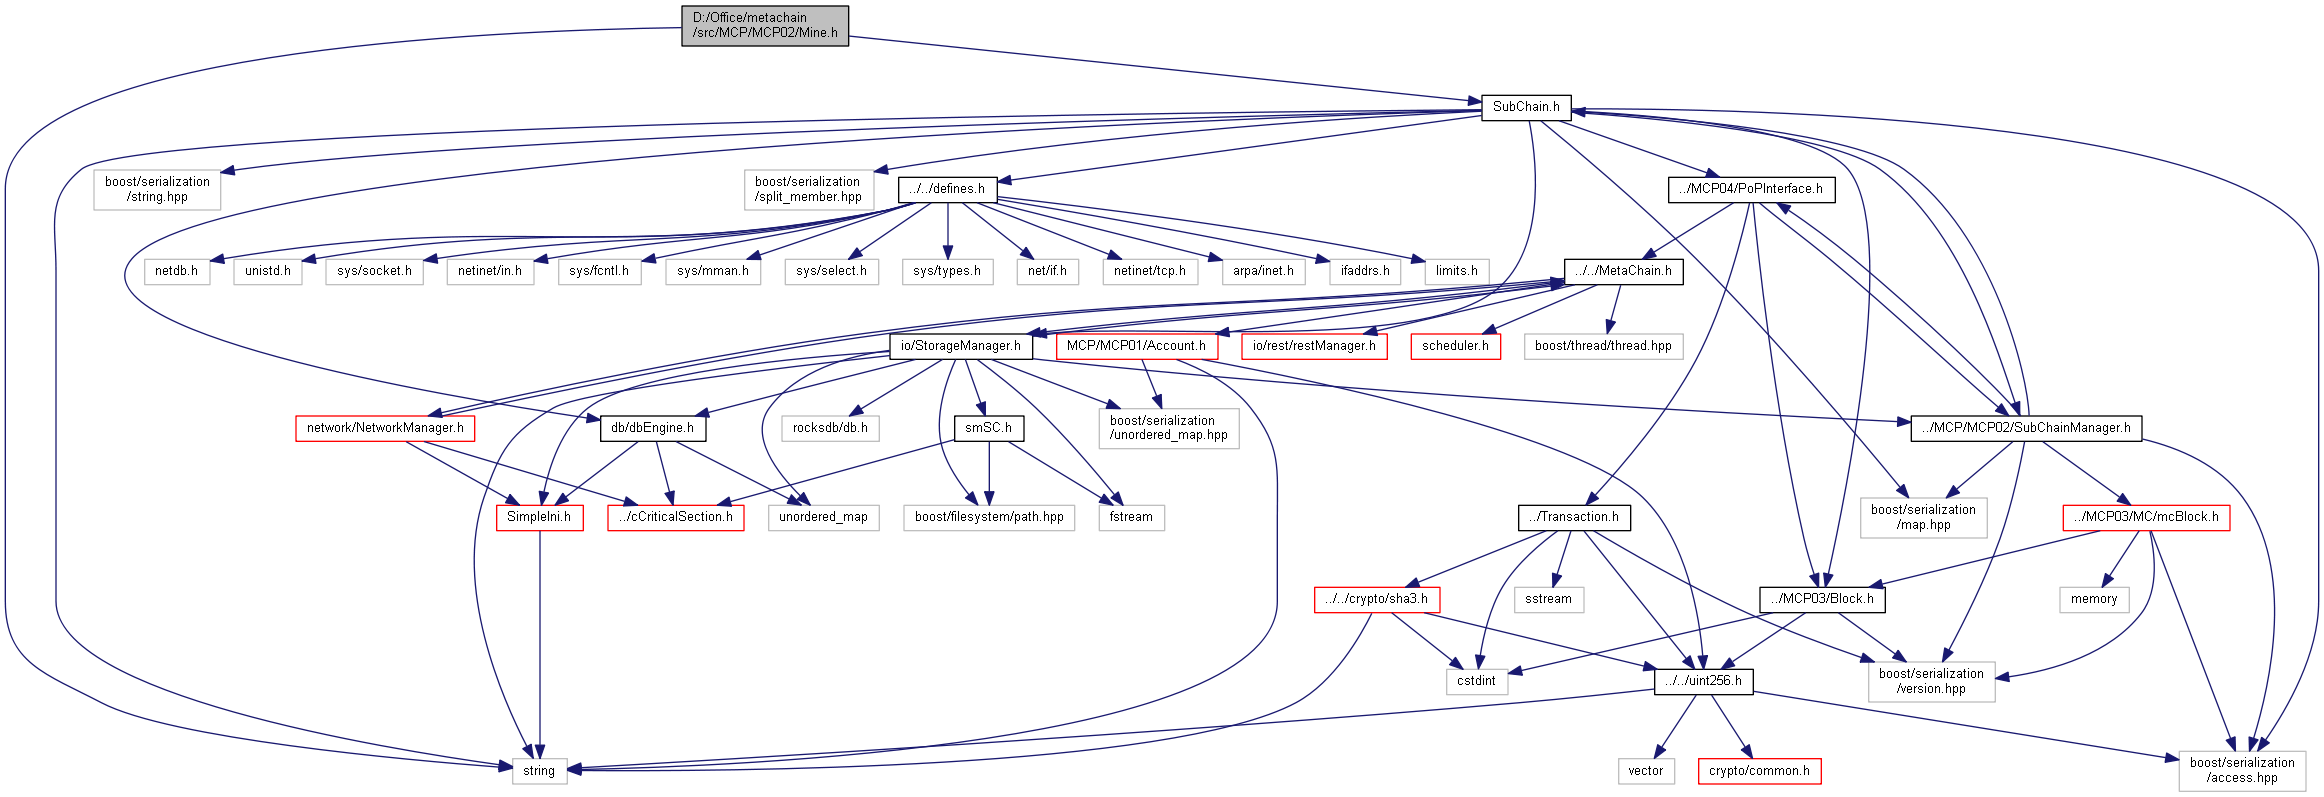 D:/Office/metachain
/src/MCP/MCP02/Mine.h
SubChain.h
boost/serialization
/string.hpp
boost/serialization
/split_member.hpp
../../defines.h
../MCP04/PoPInterface.h
netdb.h
unistd.h
sys/socket.h
netinet/in.h
sys/fcntl.h
sys/mman.h
sys/select.h
sys/types.h
net/if.h
netinet/tcp.h
arpa/inet.h
ifaddrs.h
limits.h
../../MetaChain.h
io/StorageManager.h
MCP/MCP01/Account.h
io/rest/restManager.h
scheduler.h
boost/thread/thread.hpp
network/NetworkManager.h
db/dbEngine.h
rocksdb/db.h
smSC.h
boost/serialization
/unordered_map.hpp
../MCP/MCP02/SubChainManager.h
SimpleIni.h
../cCriticalSection.h
unordered_map
boost/filesystem/path.hpp
fstream
../Transaction.h
boost/serialization
/map.hpp
../MCP03/MC/mcBlock.h
../../crypto/sha3.h
sstream
../MCP03/Block.h
memory
cstdint
../../uint256.h
boost/serialization
/version.hpp
string
vector
crypto/common.h
boost/serialization
/access.hpp